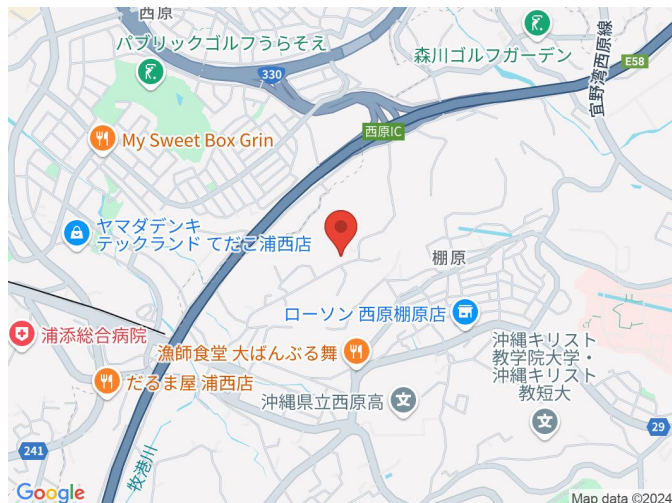 西原
パブリックゴルフうらそえ
森川ゴルフガーデン
宜野湾西原線
E58
330
西原IC
My Sweet Box Grin
ヤマダデンキ
テックランド てだこ浦西店
棚原
ローソン 西原棚原店
浦添総合病院
漁師食堂 大ばんぶる舞
沖縄キリスト
教学院大学・
沖縄キリスト
教短大
だるま屋 浦西店
沖縄県立西原高
29
241
牧港川
Google
Map data ©2024